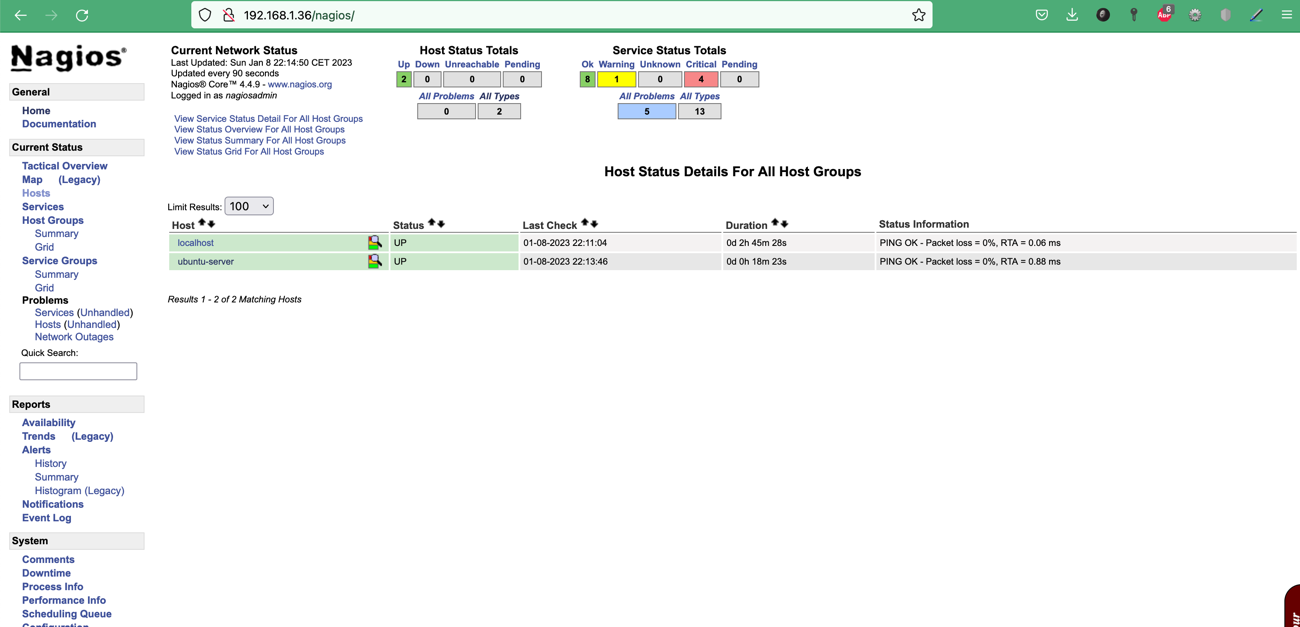 192.168.1.36/nagios/
6
ABP
Nagios®
General
Home
Documentation
Current Status
Tactical Overview
Map (Legacy)
Hosts
Services
Host Groups
Summary
Grid
Service Groups
Summary
Grid
Problems
Services (Unhandled)
Hosts (Unhandled)
Network Outages
Quick Search:
Reports
Availability
Trends (Legacy)
Alerts
History
Summary
Histogram (Legacy)
Notifications
Event Log
System
Comments
Downtime
Process Info
Performance Info
Scheduling Queue
Configuration
Current Network Status
Last Updated: Sun Jan 8 22:14:50 CET 2023
Updated every 90 seconds
Nagios® Core™ 4.4.9 - www.nagios.org
Logged in as nagiosadmin
View Service Status Detail For All Host Groups
View Status Overview For All Host Groups
View Status Summary For All Host Groups
View Status Grid For All Host Groups
Host Status Totals
Up Down Unreachable Pending
2 0 0 0
All Problems All Types
0 2
Service Status Totals
Ok Warning Unknown Critical Pending
8 1 0 4 0
All Problems All Types
5 13
Host Status Details For All Host Groups
Limit Results: 100
Host Status Last Check Duration Status Information
localhost UP 01-08-2023 22:11:04 0d 2h 45m 28s PING OK - Packet loss = 0%, RTA = 0.06 ms
ubuntu-server UP 01-08-2023 22:13:46 0d 0h 18m 23s PING OK - Packet loss = 0%, RTA = 0.88 ms
Results 1 - 2 of 2 Matching Hosts